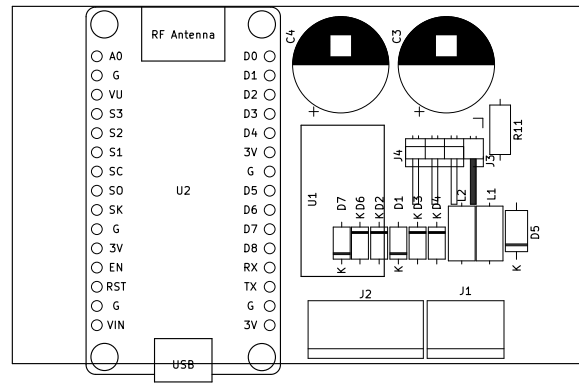 RF Antenna
C4
C3
A0
D0
G
D1
VU
D2
S3
D3
S2
D4
S1
3V
SC
G
SO
D5
SK
D6
G
D7
3V
D8
EN
RX
RST
TX
G
G
VIN
3V
U2
USB
+
+
R11
J4
J3
U1
L2
L1
D7
K
D6
K
D2
K
D1
K
D3
K
D4
K
D5
K
J2
J1